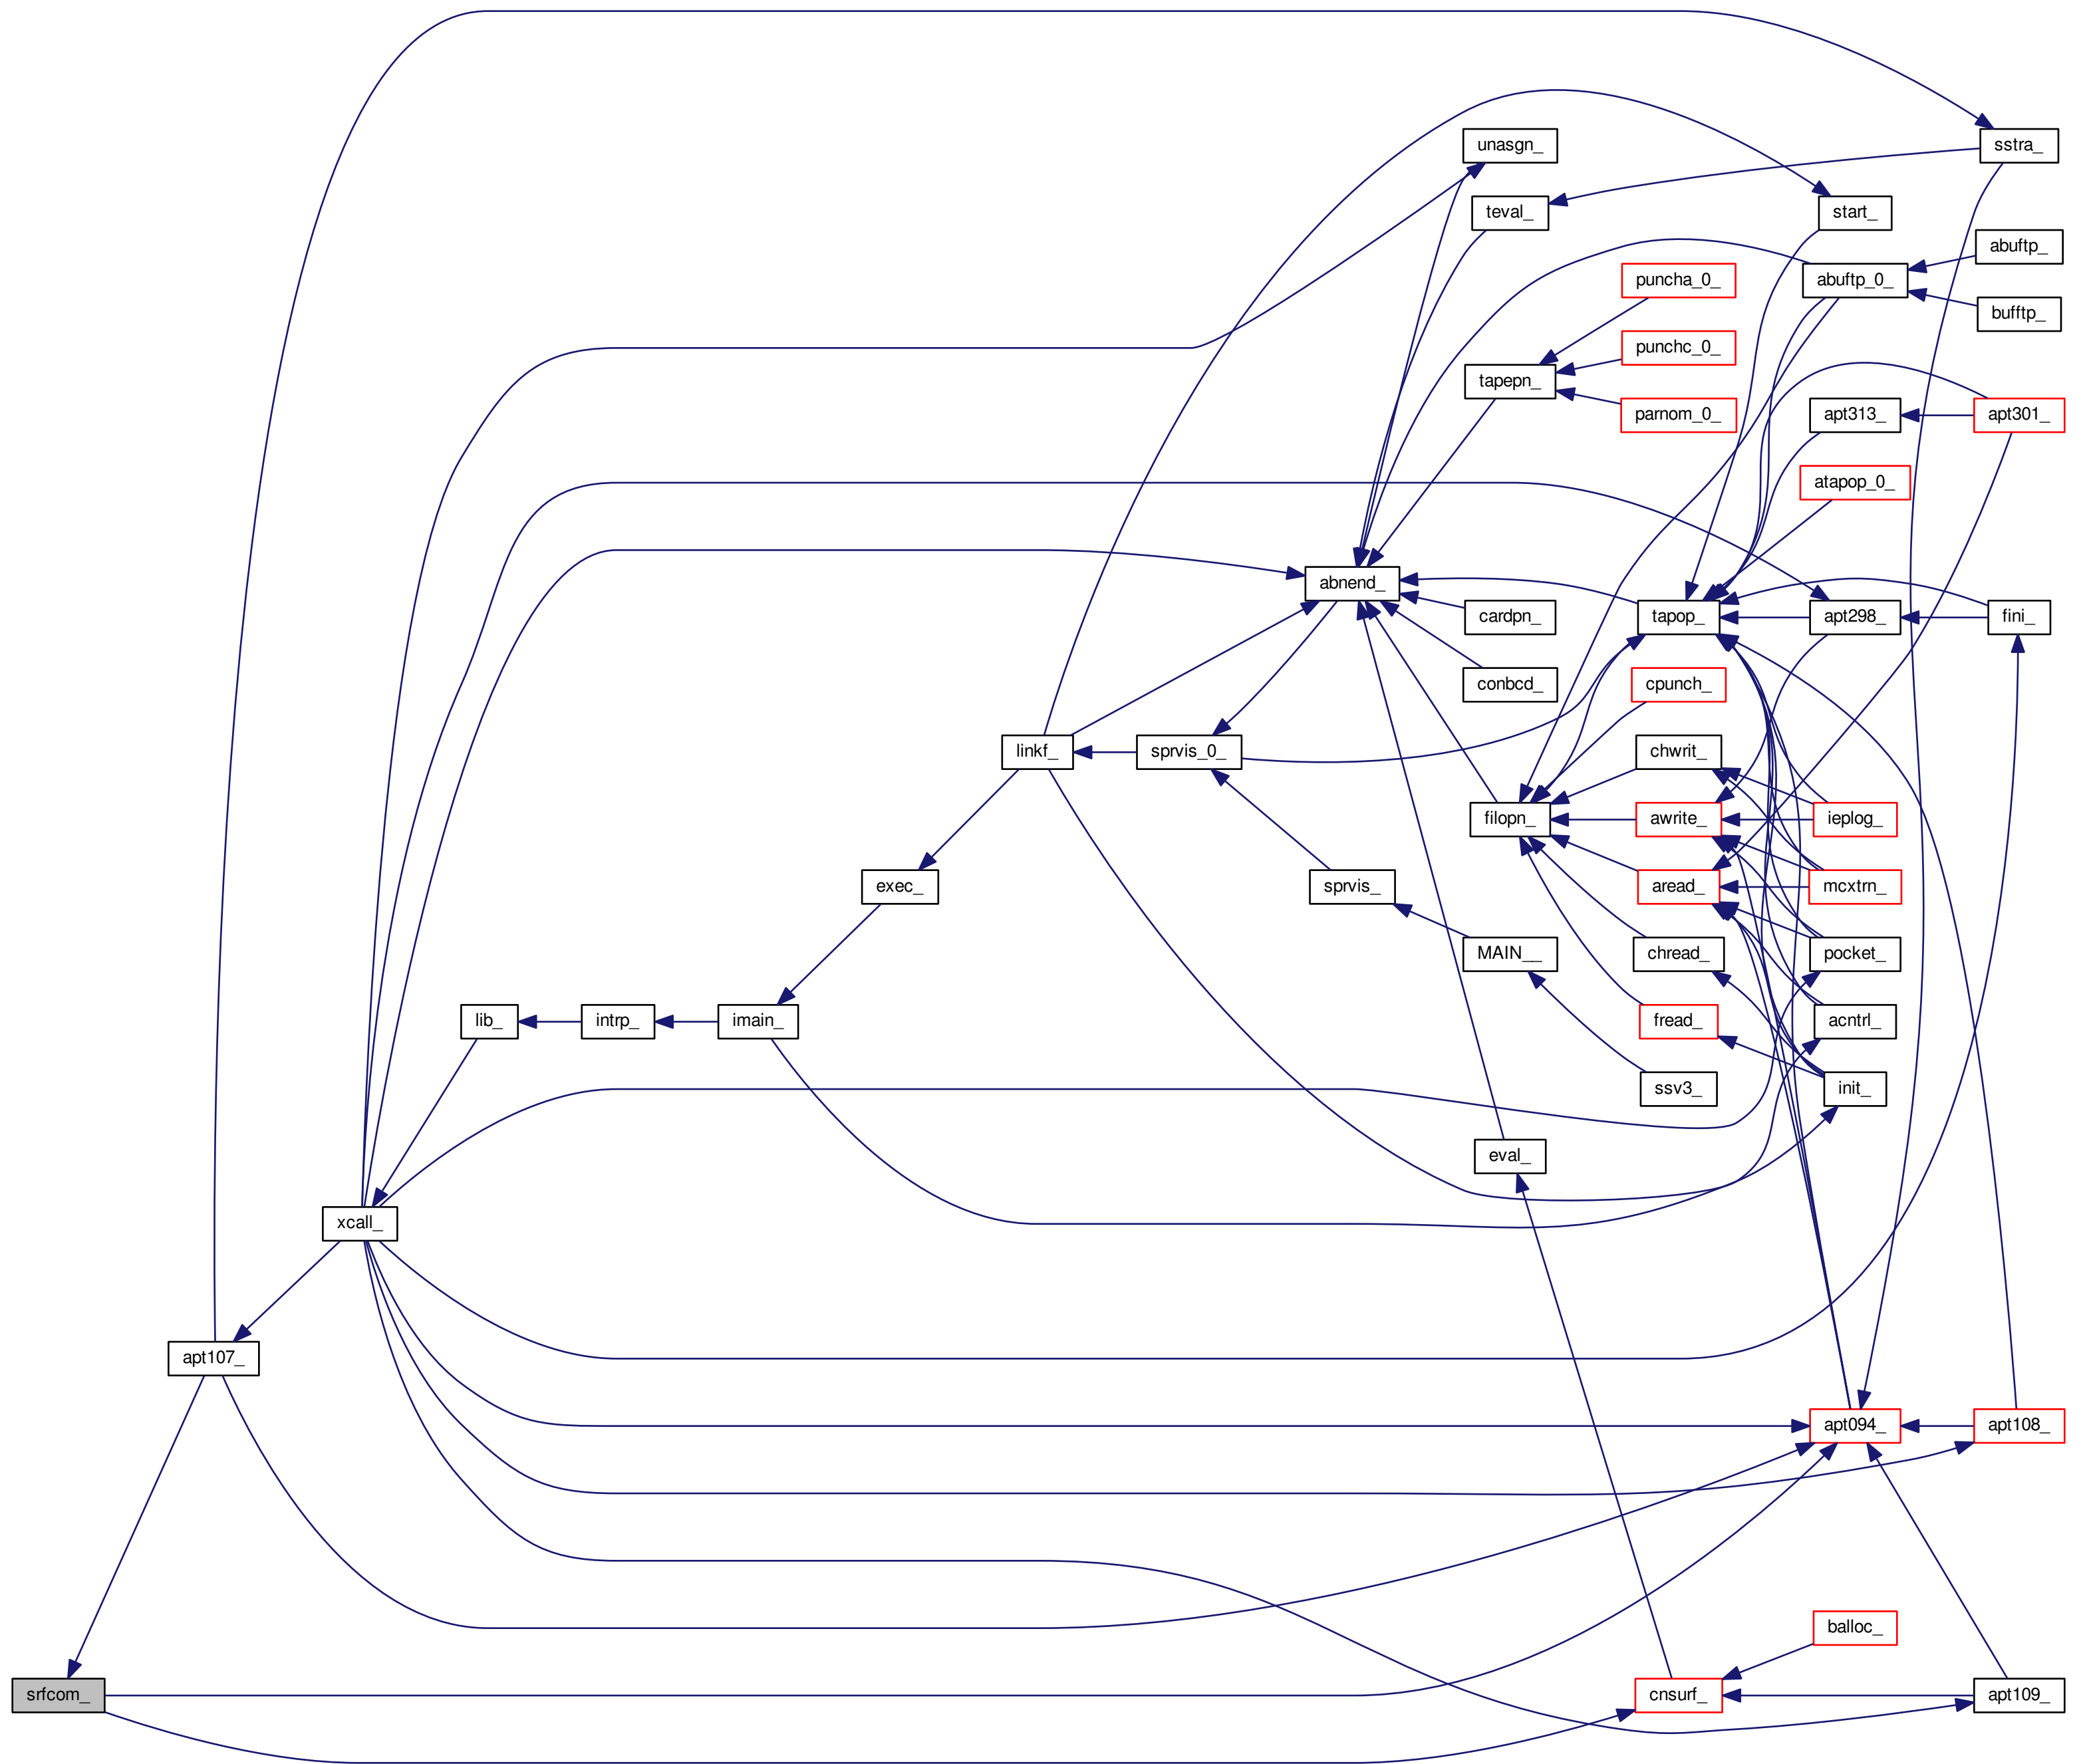 unasgn_
sstra_
teval_
start_
abuftp_
puncha_0_
abuftp_0_
bufftp_
punchc_0_
tapepn_
parnom_0_
apt313_
apt301_
atapop_0_
abnend_
cardpn_
tapop_
apt298_
fini_
conbcd_
cpunch_
linkf_
sprvis_0_
chwrit_
filopn_
awrite_
ieplog_
exec_
sprvis_
aread_
mcxtrn_
MAIN__
chread_
pocket_
lib_
intrp_
imain_
fread_
acntrl_
ssv3_
init_
eval_
xcall_
apt107_
apt094_
apt108_
balloc_
srfcom_
cnsurf_
apt109_